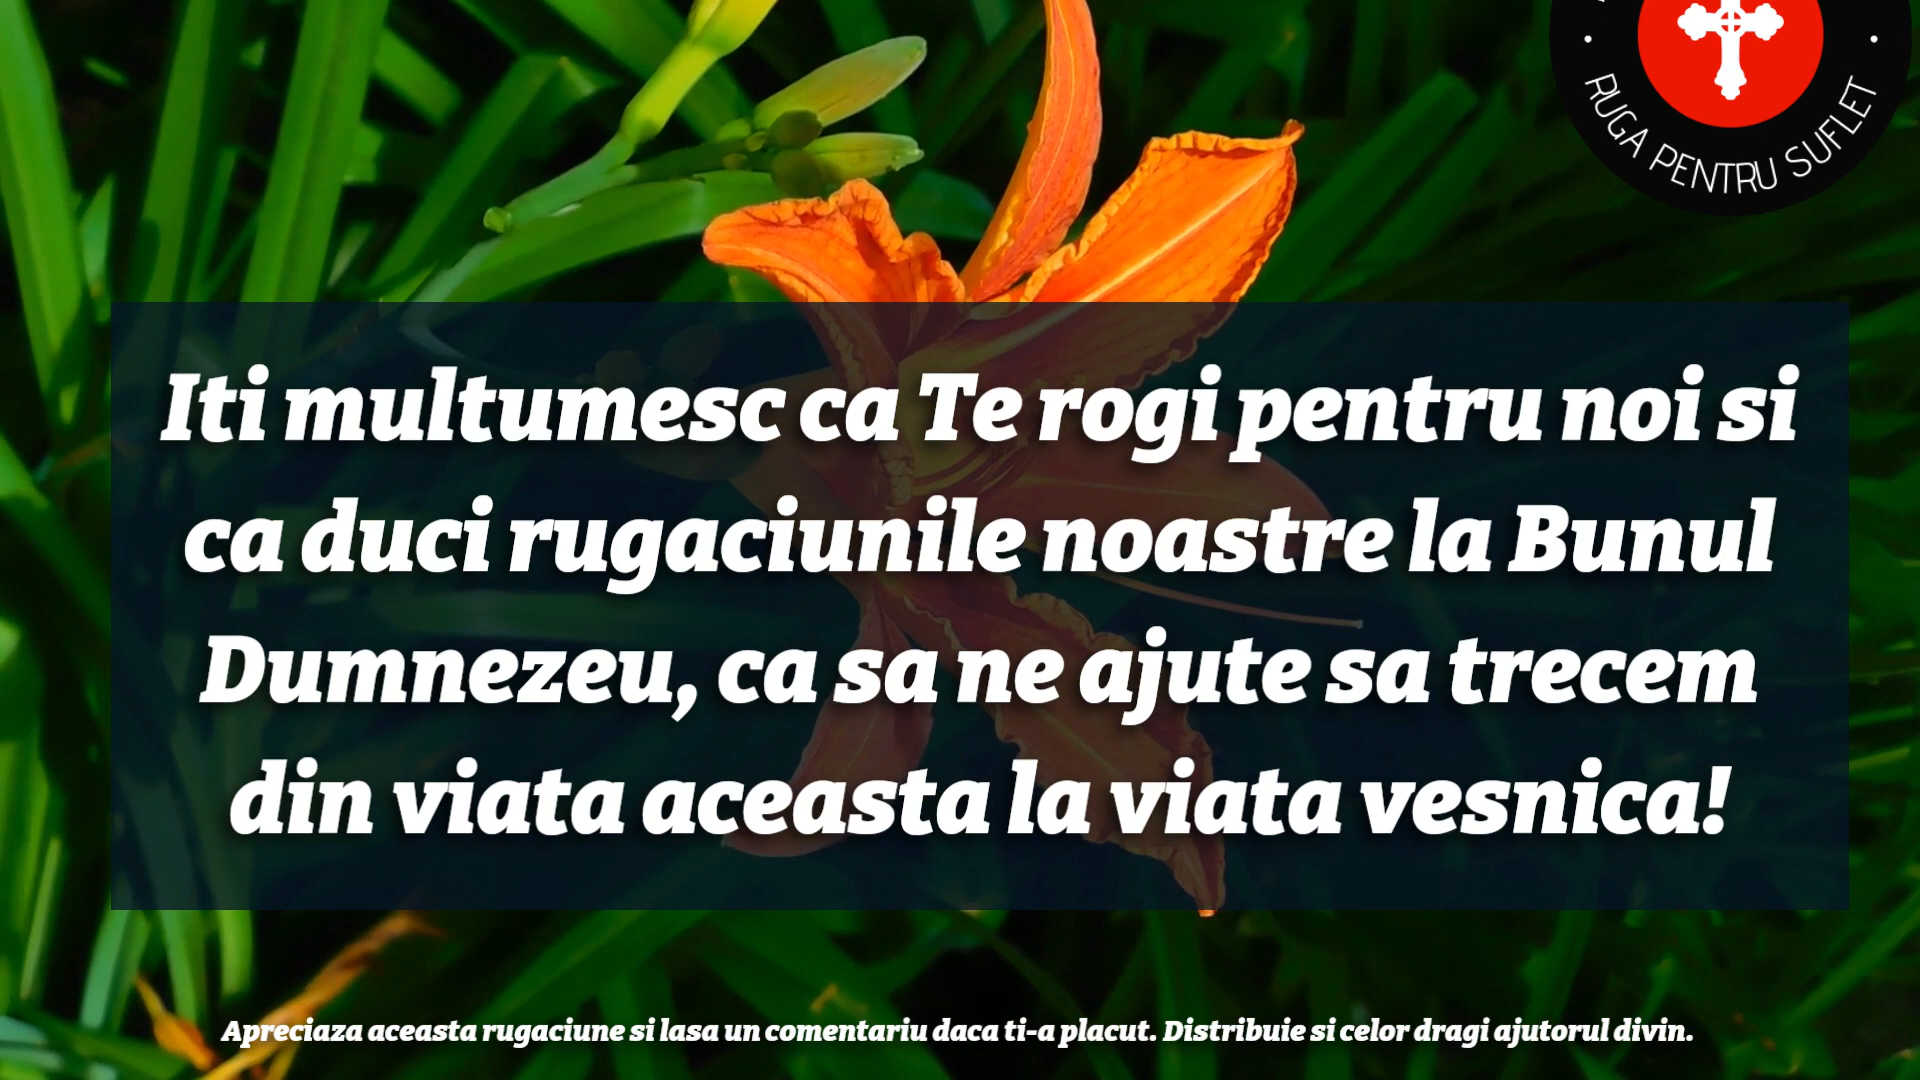 RUGA PENTRU SUFLET
Iti multumesc ca Te rogi pentru noi si
ca duci rugaciunile noastre la Bunul
Dumnezeu, ca sa ne ajute sa trecem
din viata aceasta la viata vesnica!
Apreciaza aceasta rugaciune si lasa un comentariu daca ti-a placut. Distribuie si celor dragi ajutorul divin.